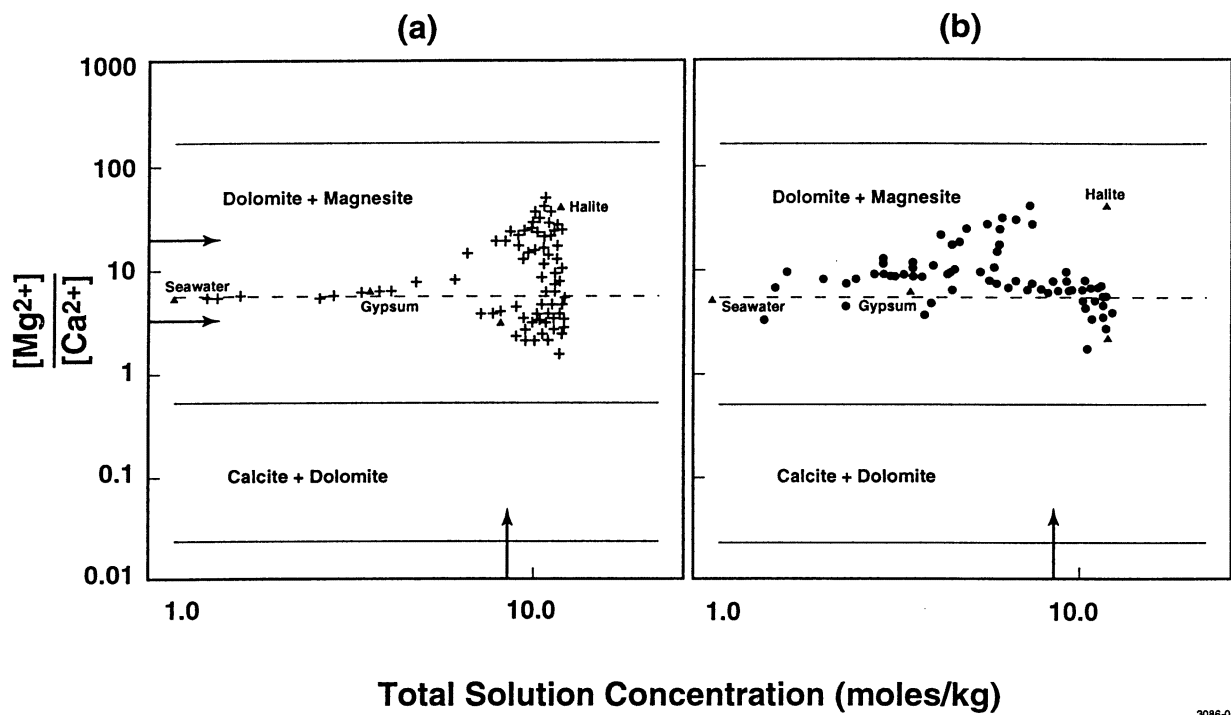 (a)
(b)
1000
100
10
1
0.1
0.01
[Mg2+]
[Ca2+]
Dolomite + Magnesite
Halite
Seawater
Gypsum
Calcite + Dolomite
1.0
10.0
Dolomite + Magnesite
Halite
Seawater
Gypsum
Calcite + Dolomite
1.0
10.0
Total Solution Concentration (moles/kg)